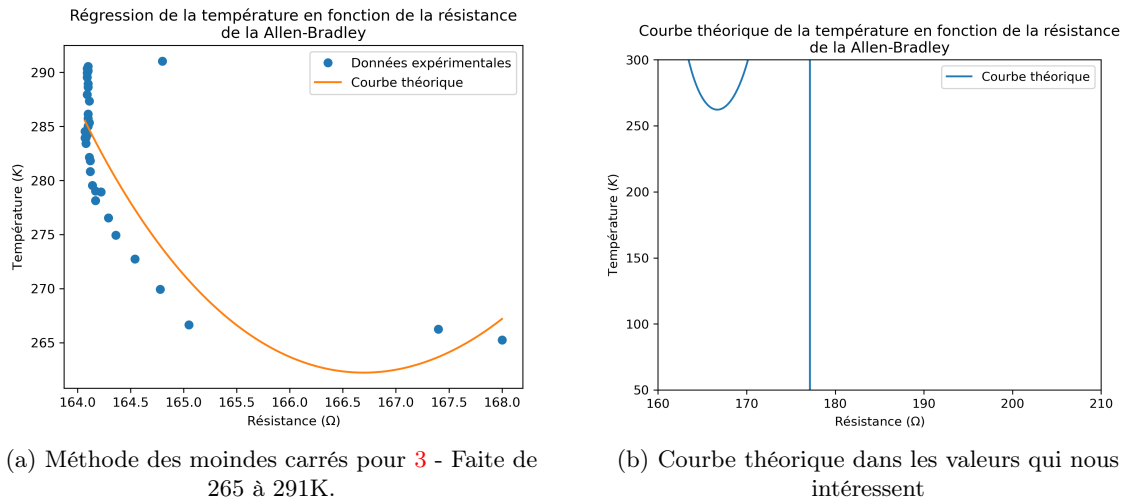 Régression de la température en fonction de la résistance
de la Allen-Bradley
Données expérimentales
Courbe théorique
290
285
280
275
270
265
Température (K)
164.0 164.5 165.0 165.5 166.0 166.5 167.0 167.5 168.0
Résistance (Ω)
(a) Méthode des moindes carrés pour 3 - Faite de
265 à 291K.
Courbe théorique de la température en fonction de la résistance
de la Allen-Bradley
Courbe théorique
300
250
200
150
100
50
Température (K)
160 170 180 190 200 210
Résistance (Ω)
(b) Courbe théorique dans les valeurs qui nous
intéressent